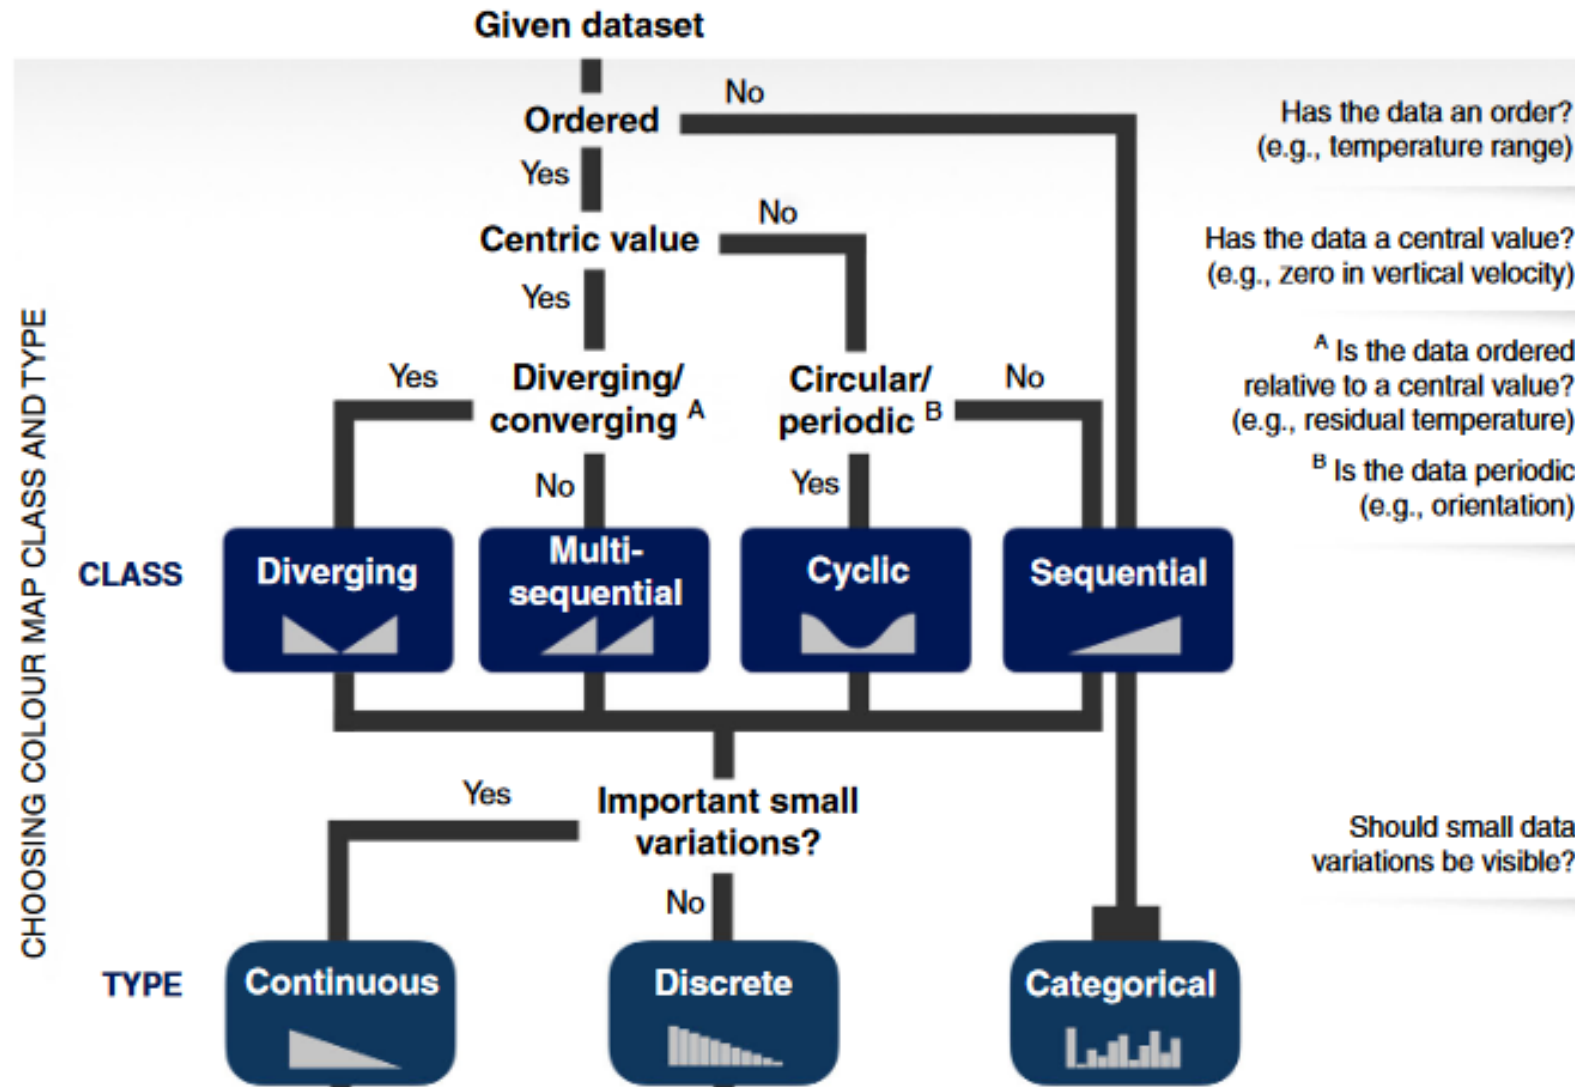 Given dataset
No
Ordered
Has the data an order?
(e.g., temperature range)
Yes
No
Centric value
Has the data a central value?
(e.g., zero in vertical velocity)
Yes
Yes
Diverging/
converging A
Circular/
periodic B
No
A Is the data ordered
relative to a central value?
(e.g., residual temperature)
B Is the data periodic
(e.g., orientation)
No
Yes
CHOOSING COLOUR MAP CLASS AND TYPE
CLASS
Diverging
Multi-
sequential
Cyclic
Sequential
Yes
Important small
variations?
Should small data
variations be visible?
No
TYPE
Continuous
Discrete
Categorical